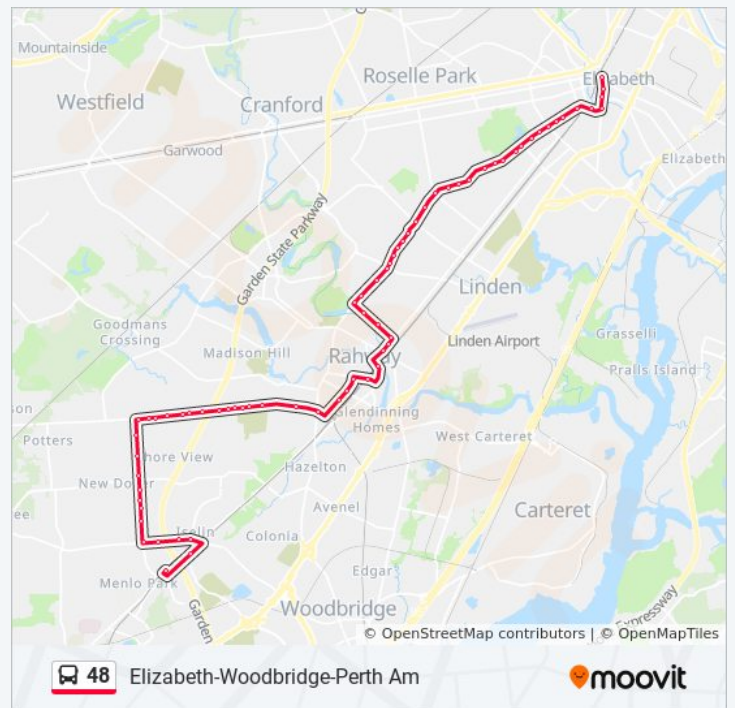 Mountainside
Roselle Park
Elizabeth
Westfield
Cranford
Garwood
Elizabeth
Garden State Parkway
Linden
Goodmans
Crossing
Madison Hill
Rahway
Linden Airport
Grasselli
Pralls Island
son
Glendinning
Homes
Potters
West Carteret
hore View
Hazelton
New Dover
Avenel
Carteret
ee
Iselin
Colonia
Menlo Park
Edgar
Woodbridge
Garden
Expressway
© OpenStreetMap contributors | © OpenMapTiles
48 Elizabeth-Woodbridge-Perth Am
moovit